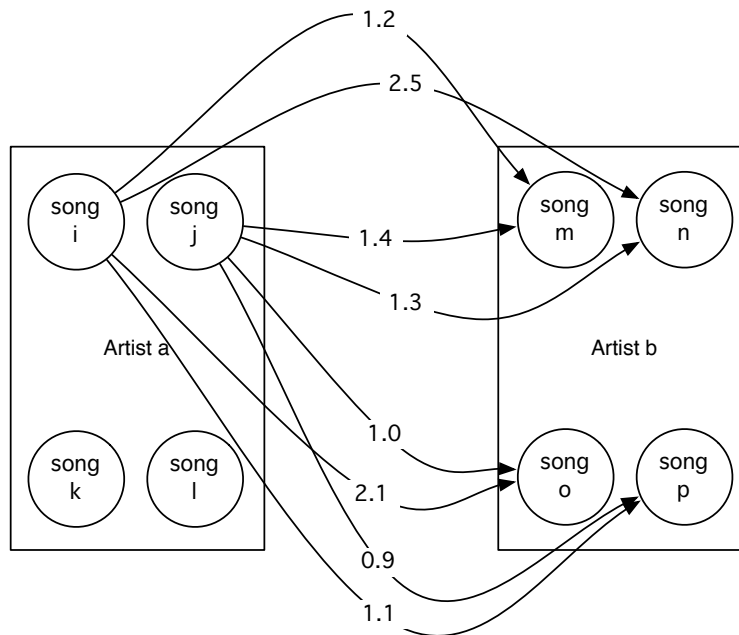 1.2
2.5
song
i
song
j
song
m
song
n
1.4
1.3
Artist a
Artist b
1.0
song
k
song
l
song
o
song
p
2.1
0.9
1.1